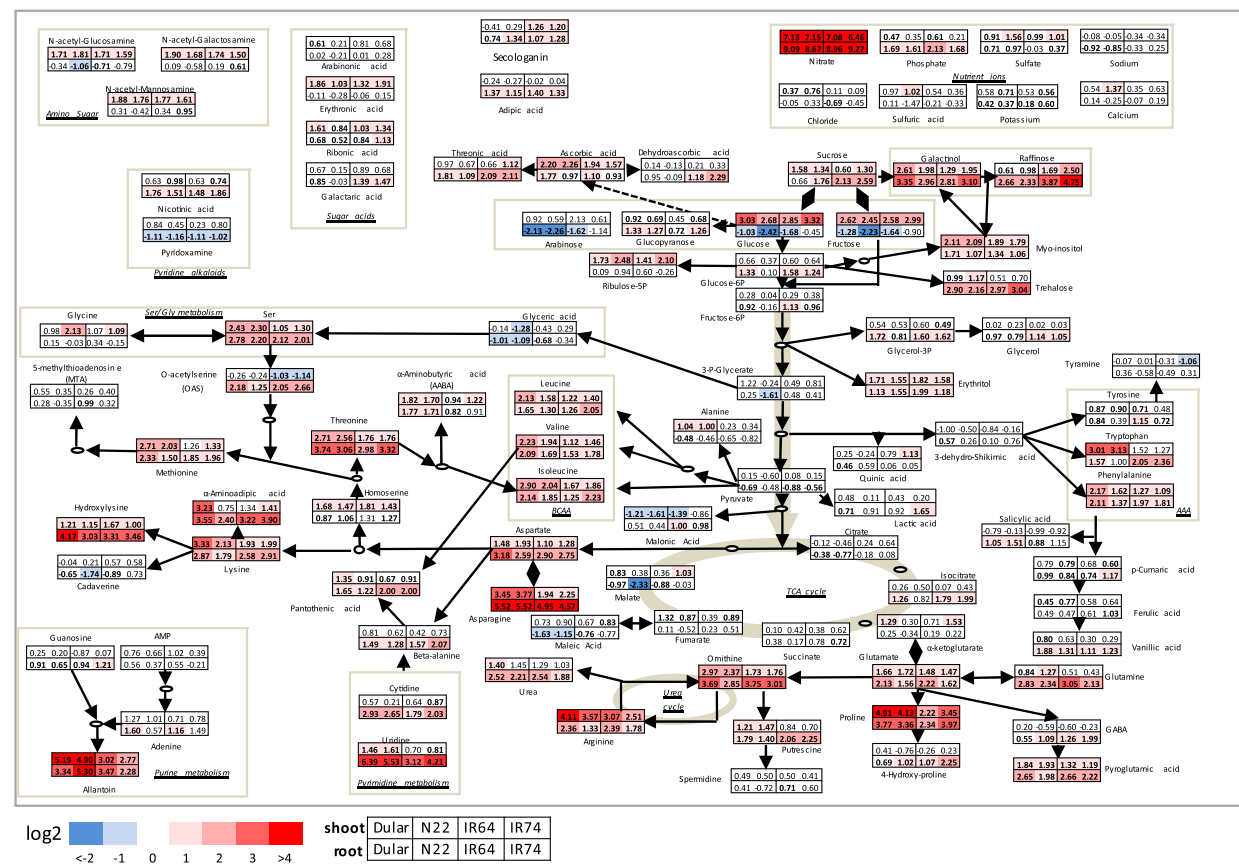 N-acetyl-Glucosamine
1.71 1.81 1.71 1.59
-0.34 -1.06 -0.71 -0.79
N-acetyl-Galactosamine
1.90 1.68 1.74 1.50
0.09 -0.58 0.19 0.61
N-acetyl-Mannosamine
1.88 1.76 1.77 1.61
0.31 -0.42 0.34 0.95
Amino Sugar
0.61 0.21 0.81 0.68
0.02 -0.21 0.01 0.28
Arabinonic acid
1.86 1.03 1.32 1.91
-0.11 -0.28 -0.06 0.15
Erythronic acid
1.61 0.84 1.03 1.34
0.68 0.52 0.84 1.13
Ribonic acid
0.67 0.15 0.89 0.68
0.85 -0.03 1.39 1.47
Galactaric acid
Sugar acids
-0.41 0.29 1.26 1.20
0.74 1.34 1.07 1.28
Secologanin
-0.24 -0.27 -0.02 0.04
1.37 1.15 1.40 1.33
Adipic acid
7.13 7.15 7.08 6.46
9.09 8.67 8.96 9.27
Nitrate
0.47 0.35 0.61 0.21
1.69 1.61 2.13 1.68
Phosphate
0.91 1.56 0.99 1.01
0.71 0.97 -0.03 0.37
Sulfate
-0.08 -0.05 -0.34 -0.34
-0.92 -0.85 -0.33 0.25
Sodium
Nutrient ions
0.37 0.76 0.11 0.09
-0.05 0.33 -0.69 -0.45
Chloride
0.97 1.02 0.54 0.36
0.11 -1.47 -0.21 -0.33
Sulfuric acid
0.58 0.71 0.53 0.56
0.42 0.37 0.18 0.60
Potassium
0.54 1.37 0.35 0.63
0.14 -0.25 -0.07 0.19
Calcium
0.63 0.98 0.63 0.74
1.76 1.51 1.48 1.86
Nicotinic acid
0.84 0.45 0.23 0.80
-1.11 -1.16 -1.11 -1.02
Pyridoxamine
Pyridine alkaloids
Threonic acid
0.97 0.67 0.66 1.12
1.81 1.09 2.09 2.11
Ascorbic acid
2.20 2.26 1.94 1.57
1.77 0.97 1.10 0.93
Dehydroascorbic acid
0.14 -0.13 0.21 0.33
0.95 -0.09 1.18 2.29
Sucrose
1.58 1.34 0.60 1.30
0.66 1.76 2.13 2.59
Galactinol
2.61 1.98 1.29 1.95
3.35 2.96 2.81 3.10
Raffinose
0.61 0.98 1.69 2.50
2.66 2.33 3.87 4.75
0.92 0.59 2.13 0.61
-2.13 -2.26 -1.62 -1.14
Arabinose
0.92 0.69 0.45 0.68
1.33 1.27 0.72 1.26
Glucopyranose
3.03 2.68 2.85 3.32
-1.03 -2.42 -1.68 -0.45
Glucose
2.62 2.45 2.58 2.99
-1.28 -2.23 -1.64 -0.90
Fructose
2.11 2.09 1.89 1.79
1.71 1.07 1.34 1.06
Myo-inositol
1.73 2.48 1.41 2.10
0.09 0.94 0.60 -0.26
Ribulose-5P
0.66 0.37 0.60 0.64
1.33 0.10 1.58 1.24
Glucose-6P
0.99 1.17 0.51 0.70
2.90 2.16 2.97 3.04
Trehalose
0.28 0.04 0.29 0.38
0.92 -0.16 1.13 0.96
Fructose-6P
Ser/Gly metabolism
Glycine
0.98 2.13 1.07 1.09
0.15 -0.03 0.34 -0.15
Ser
2.43 2.30 1.05 1.30
2.78 2.20 2.12 2.01
Glyceric acid
-0.14 -1.28 -0.43 0.29
-1.01 -1.09 -0.68 -0.34
0.54 0.53 0.60 0.49
1.72 0.81 1.60 1.62
Glycerol-3P
0.02 0.23 0.02 0.03
0.97 0.79 1.14 1.05
Glycerol
Tyramine
-0.07 0.01 -0.31 -1.06
0.36 -0.58 -0.49 0.31
5-methylthioadenosine
(MTA)
0.55 0.35 0.26 0.40
0.28 -0.35 0.99 0.32
O-acetylserine
(OAS)
-0.26 -0.24 -1.03 -1.14
2.18 1.25 2.05 2.66
α-Aminobutyric acid
(AABA)
1.82 1.70 0.94 1.22
1.77 1.71 0.82 0.91
3-P-Glycerate
1.22 -0.24 0.49 0.81
0.25 -1.61 0.48 0.41
1.71 1.55 1.82 1.58
1.13 1.55 1.99 1.18
Erythritol
Leucine
2.13 1.58 1.22 1.40
1.65 1.30 1.26 2.05
Valine
2.23 1.94 1.12 1.46
2.09 1.69 1.53 1.78
Isoleucine
2.90 2.04 1.67 1.86
2.14 1.85 1.25 2.23
BCAA
Alanine
1.04 1.00 0.23 0.34
-0.48 -0.46 -0.65 -0.82
Threonine
2.71 2.56 1.76 1.76
3.74 3.06 2.98 3.32
2.71 2.03 1.26 1.33
2.33 1.50 1.85 1.96
Methionine
-1.00 -0.50 -0.84 -0.16
0.57 0.26 0.10 0.76
3-dehydro-Shikimic acid
Tyrosine
0.87 0.90 0.71 0.48
0.84 0.39 1.15 0.72
Tryptophan
3.01 3.13 1.52 1.27
1.57 1.00 2.05 2.36
Phenylalanine
2.17 1.62 1.27 1.09
2.11 1.37 1.97 1.81
AAA
0.25 -0.24 0.79 1.13
0.46 0.59 0.06 0.05
Quinic acid
-0.15 -0.60 0.08 0.15
-0.69 -0.48 -0.88 -0.56
Pyruvate
0.48 0.11 0.43 0.20
0.71 0.91 0.92 1.65
Lactic acid
α-Aminoadipic acid
3.23 0.75 1.34 1.41
3.55 2.40 3.22 3.90
Homoserine
1.68 1.47 1.81 1.43
0.87 1.06 1.31 1.27
Hydroxylysine
1.21 1.15 1.67 1.00
4.17 3.03 3.31 3.46
3.33 2.13 1.93 1.99
2.87 1.79 2.58 2.91
Lysine
-0.04 0.21 0.57 0.58
-0.65 -1.74 -0.89 0.73
Cadaverine
-1.21 -1.61 -1.39 -0.86
0.51 0.44 1.00 0.98
Malonic Acid
Aspartate
1.48 1.93 1.10 1.28
3.18 2.59 2.90 2.75
Citrate
-0.12 -0.46 0.24 0.64
-0.38 -0.77 -0.18 0.08
Salicylic acid
-0.79 -0.13 -0.99 -0.92
1.05 1.51 0.88 1.15
0.79 0.79 0.68 0.60
0.99 0.84 0.74 1.17
p-Cumaric acid
1.35 0.91 0.67 0.91
1.65 1.22 2.00 2.00
Pantothenic acid
3.45 3.77 1.94 2.25
5.52 5.52 4.95 4.57
Asparagine
0.83 0.38 0.36 1.03
-0.97 -2.33 -0.88 -0.03
Malate
TCA cycle
Isocitrate
0.26 0.50 0.07 0.43
1.26 0.82 1.79 1.99
0.45 0.77 0.58 0.64
0.49 0.47 0.61 1.03
Ferulic acid
0.81 0.62 0.42 0.73
1.49 1.28 1.57 2.07
Beta-alanine
0.73 0.90 0.67 0.83
-1.63 -1.15 -0.76 -0.77
Maleic Acid
1.32 0.87 0.39 0.89
0.11 -0.52 0.23 0.51
Fumarate
0.10 0.42 0.38 0.62
0.38 0.17 0.78 0.72
Succinate
1.29 0.30 0.71 1.53
0.25 -0.34 0.19 0.22
α-ketoglutarate
0.80 0.63 0.30 0.29
1.88 1.31 1.11 1.23
Vanillic acid
Guanosine
0.25 0.20 -0.87 0.07
0.91 0.65 0.94 1.21
AMP
0.76 0.66 1.02 0.39
0.56 0.37 0.55 -0.21
1.27 1.01 0.71 0.78
1.60 0.57 1.16 1.49
Adenine
5.19 4.90 3.02 2.77
3.34 5.30 3.47 2.28
Allantoin
Purine metabolism
Cytidine
0.57 0.21 0.64 0.87
2.93 2.65 1.79 2.03
Uridine
1.46 1.61 0.70 0.81
6.39 5.53 3.12 4.21
Pyrimidine metabolism
1.40 1.45 1.29 1.03
2.52 2.21 2.54 1.88
Urea
Ornithine
2.97 2.37 1.73 1.76
3.69 2.85 3.75 3.01
Urea
cycle
4.11 3.57 3.07 2.51
2.36 1.33 2.39 1.78
Arginine
Glutamate
1.66 1.72 1.48 1.47
2.13 1.56 2.22 1.62
0.84 1.27 0.51 0.43
2.83 2.34 3.05 2.13
Glutamine
1.21 1.47 0.84 0.70
1.79 1.40 2.06 2.25
Putrescine
0.49 0.50 0.50 0.41
0.41 -0.72 0.71 0.60
Spermidine
Proline
4.91 4.13 2.22 3.45
3.77 3.36 2.34 3.97
0.41 -0.76 -0.26 0.23
0.69 1.02 1.07 2.25
4-Hydroxy-proline
0.20 -0.59 -0.60 -0.23
0.55 1.09 1.26 1.99
GABA
1.84 1.93 1.32 1.19
2.65 1.98 2.66 2.22
Pyroglutamic acid
log2
<-2 -1 0 1 2 3 >4
shoot Dular N22 IR64 IR74
root Dular N22 IR64 IR74